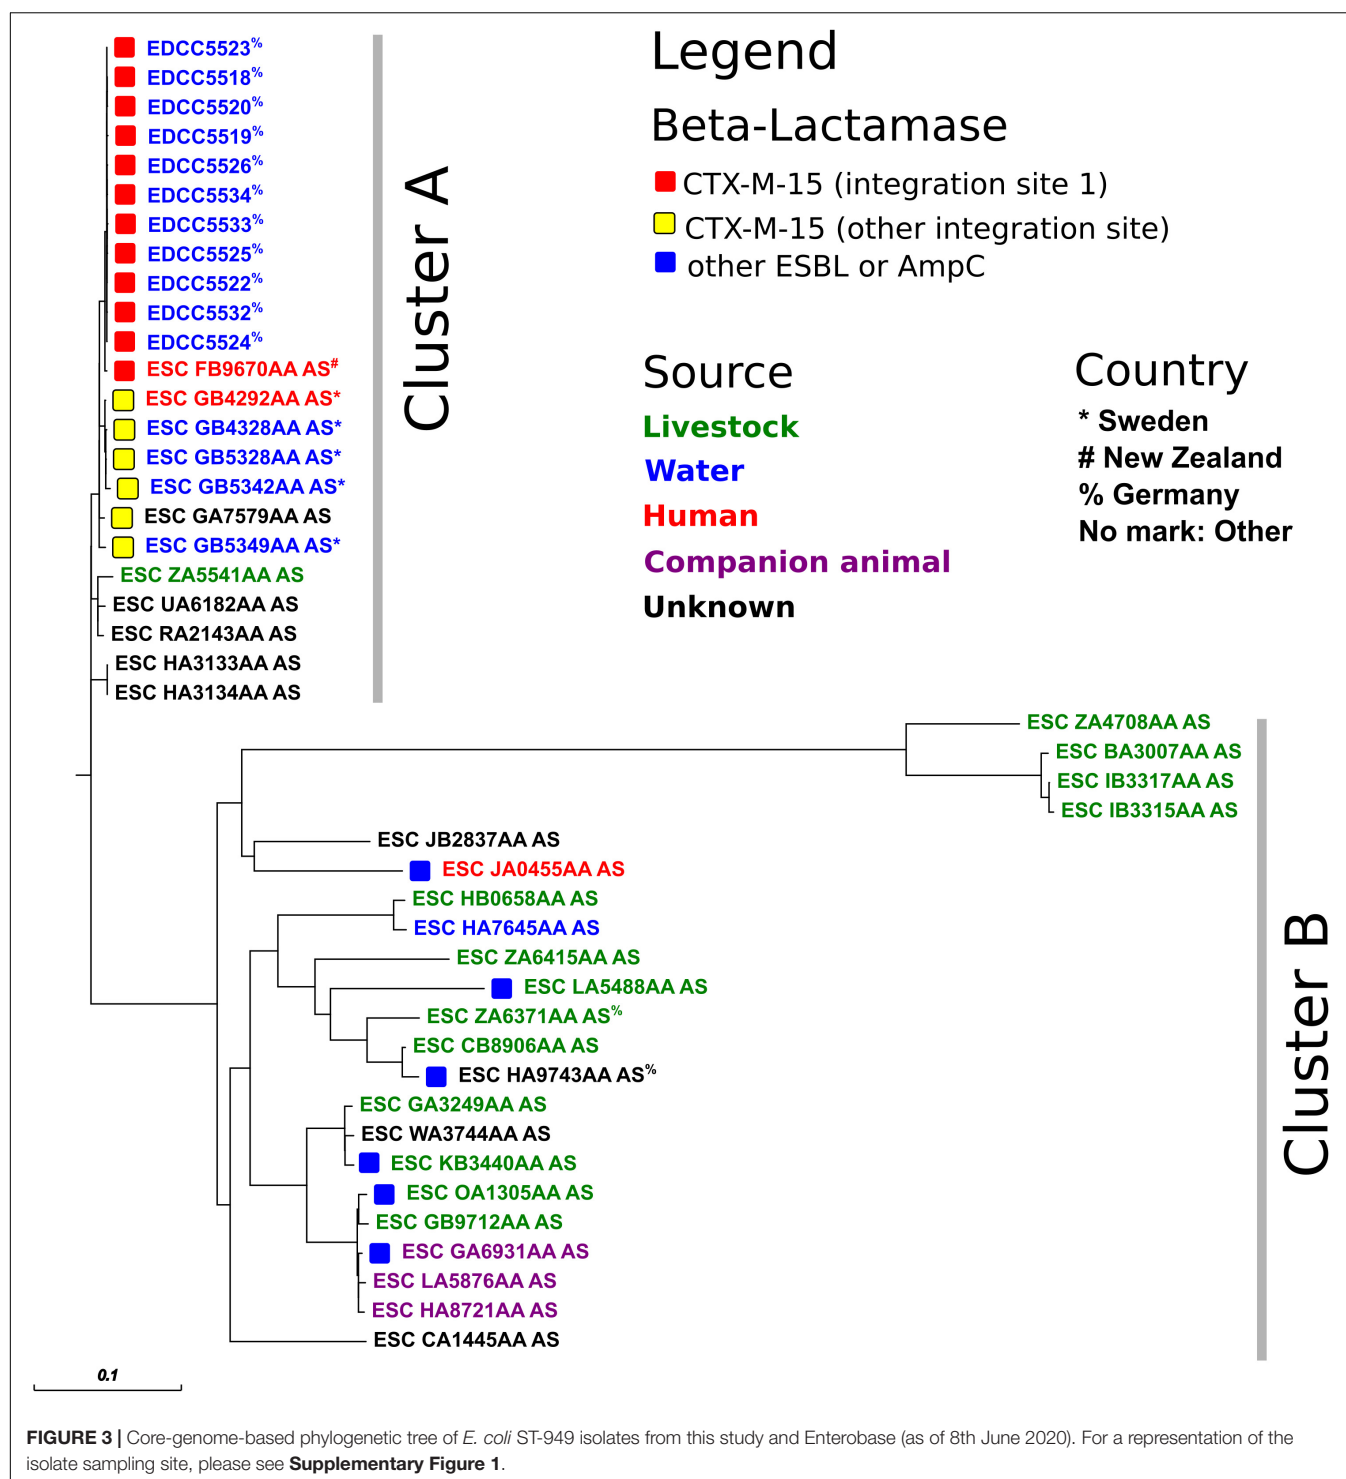 EDCC5523%
EDCC5518%
EDCC5520%
EDCC5519%
EDCC5526%
EDCC5534%
EDCC5533%
EDCC5525%
EDCC5522%
EDCC5532%
EDCC5524%
ESC FB9670AA AS#
ESC GB4292AA AS*
ESC GB4328AA AS*
ESC GB5328AA AS*
ESC GB5342AA AS*
ESC GA7579AA AS
ESC GB5349AA AS*
ESC ZA5541AA AS
ESC UA6182AA AS
ESC RA2143AA AS
ESC HA3133AA AS
ESC HA3134AA AS
Cluster A
Legend
Beta-Lactamase
CTX-M-15 (integration site 1)
CTX-M-15 (other integration site)
other ESBL or AmpC
Source
Livestock
Water
Human
Companion animal
Unknown
Country
* Sweden
# New Zealand
% Germany
No mark: Other
ESC ZA4708AA AS
ESC BA3007AA AS
ESC IB3317AA AS
ESC IB3315AA AS
ESC JB2837AA AS
ESC JA0455AA AS
ESC HB0658AA AS
ESC HA7645AA AS
ESC ZA6415AA AS
ESC LA5488AA AS
ESC ZA6371AA AS%
ESC CB8906AA AS
ESC HA9743AA AS%
ESC GA3249AA AS
ESC WA3744AA AS
ESC KB3440AA AS
ESC OA1305AA AS
ESC GB9712AA AS
ESC GA6931AA AS
ESC LA5876AA AS
ESC HA8721AA AS
ESC CA1445AA AS
Cluster B
0.1
FIGURE 3 | Core-genome-based phylogenetic tree of E. coli ST-949 isolates from this study and Enterobase (as of 8th June 2020). For a representation of the
isolate sampling site, please see Supplementary Figure 1.